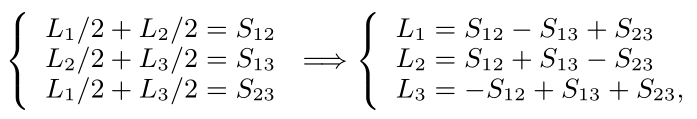 L₁/2 + L₂/2 = S₁₂
L₂/2 + L₃/2 = S₁₃
L₁/2 + L₃/2 = S₂₃
⟹
L₁ = S₁₂ − S₁₃ + S₂₃
L₂ = S₁₂ + S₁₃ − S₂₃
L₃ = −S₁₂ + S₁₃ + S₂₃,